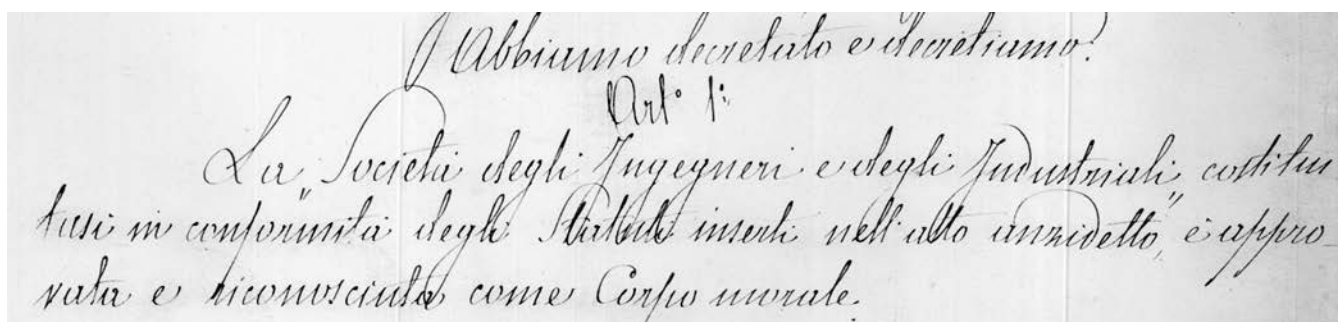 Abbiamo decretato e decretiamo:
Art.° 1°:
La "Società degli Ingegneri e degli Industriali" costitui-
tasi in conformità degli Statuti inserti nell'atto anzidetto, è appro-
vata e riconosciuta come Corpo morale.